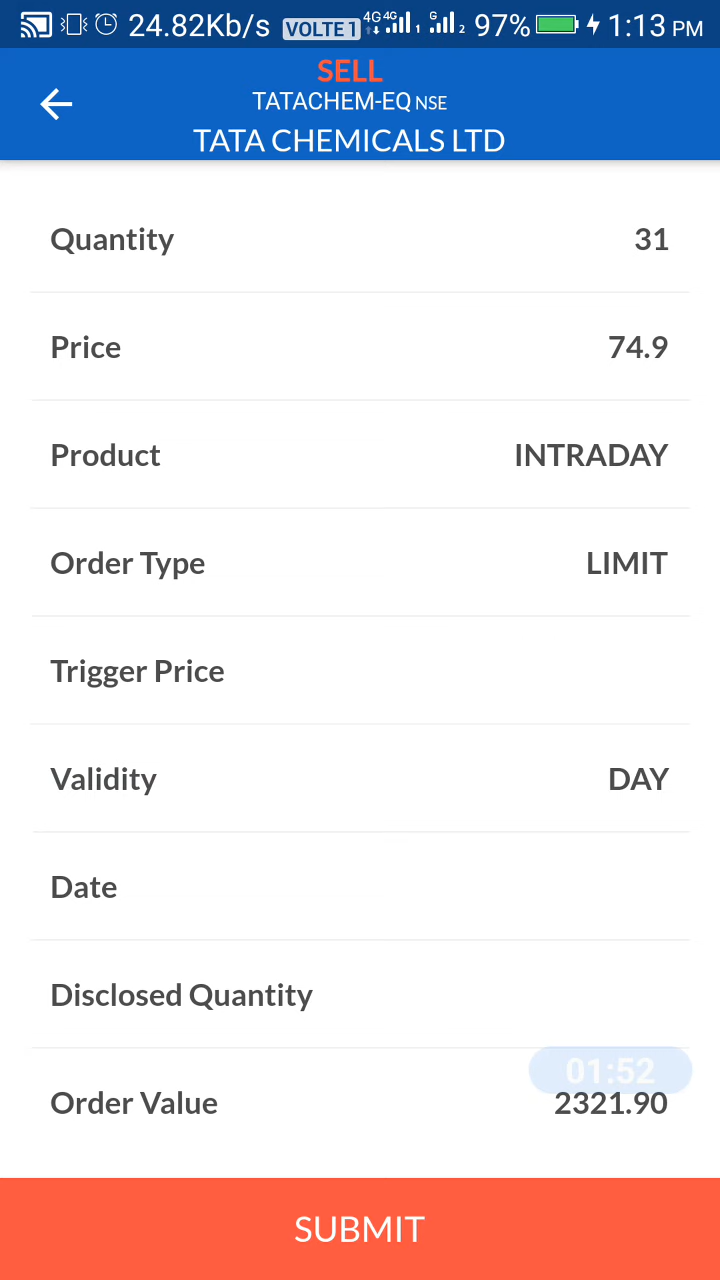 24.82Kb/s VOLTE 1 4G 4G 1 G 2 97% 1:13 PM
SELL
TATACHEM-EQ NSE
TATA CHEMICALS LTD
Quantity 31
Price 74.9
Product INTRADAY
Order Type LIMIT
Trigger Price
Validity DAY
Date
Disclosed Quantity
01:52
Order Value 2321.90
SUBMIT